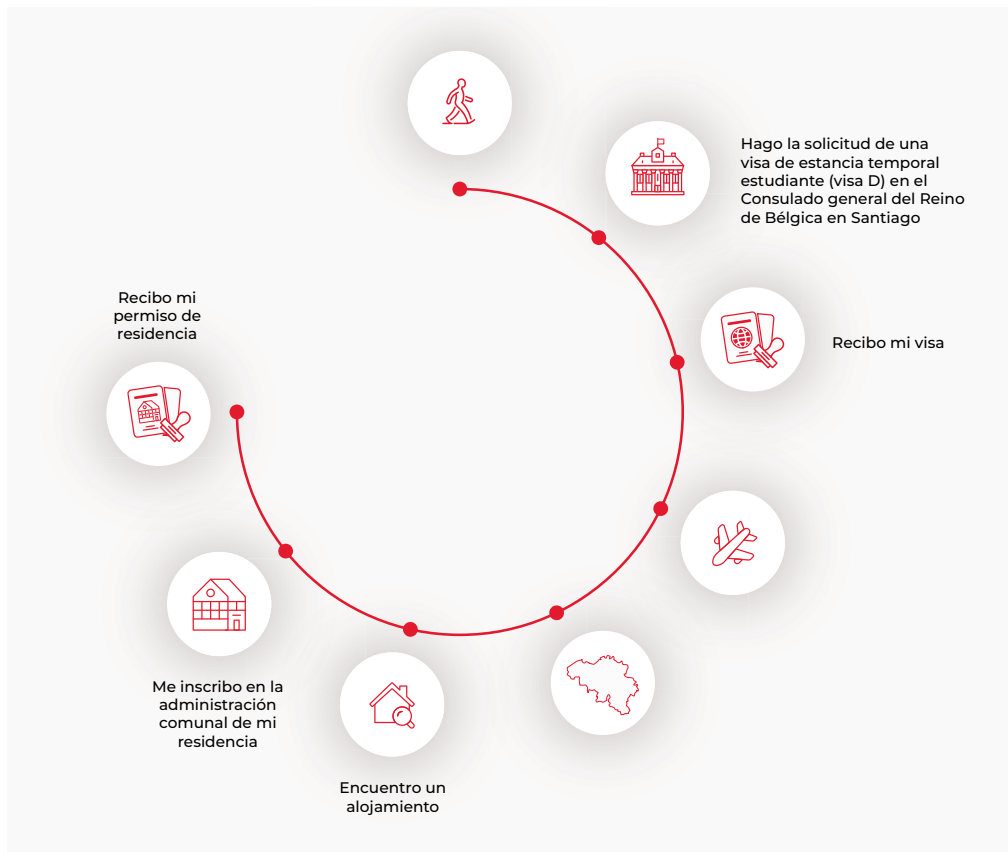 Hago la solicitud de una
visa de estancia temporal
estudiante (visa D) en el
Consulado general del Reino
de Bélgica en Santiago
Recibo mi visa
Encuentro un
alojamiento
Me inscribo en la
administración
comunal de mi
residencia
Recibo mi
permiso de
residencia